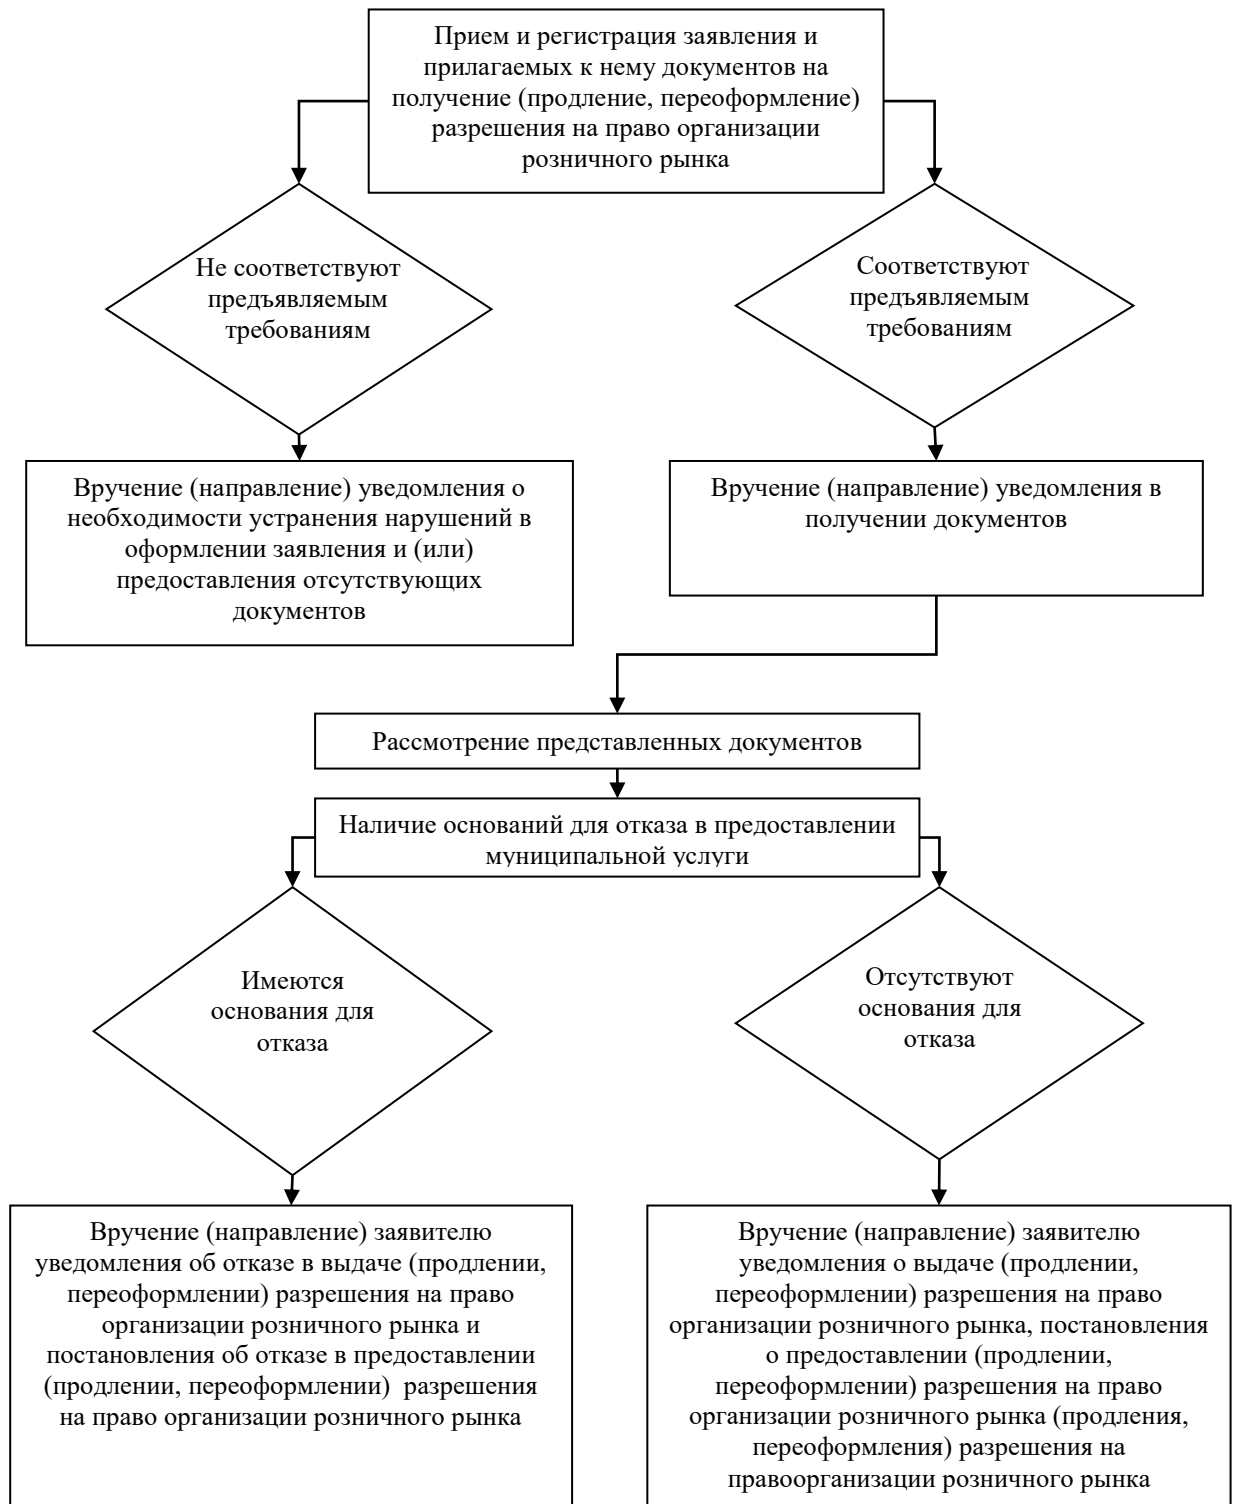 Прием и регистрация заявления и
прилагаемых к нему документов на
получение (продление, переоформление)
разрешения на право организации
розничного рынка
Не соответствуют
предъявляемым
требованиям
Соответствуют
предъявляемым
требованиям
Вручение (направление) уведомления о
необходимости устранения нарушений в
оформлении заявления и (или)
предоставления отсутствующих
документов
Вручение (направление) уведомления в
получении документов
Рассмотрение представленных документов
Наличие оснований для отказа в предоставлении
муниципальной услуги
Имеются
основания для
отказа
Отсутствуют
основания для
отказа
Вручение (направление) заявителю
уведомления об отказе в выдаче (продлении,
переоформлении) разрешения на право
организации розничного рынка и
постановления об отказе в предоставлении
(продлении, переоформлении)  разрешения
на право организации розничного рынка
Вручение (направление) заявителю
уведомления о выдаче (продлении,
переоформлении) разрешения на право
организации розничного рынка, постановления
о предоставлении (продлении,
переоформлении) разрешения на право
организации розничного рынка (продления,
переоформления) разрешения на
правоорганизации розничного рынка